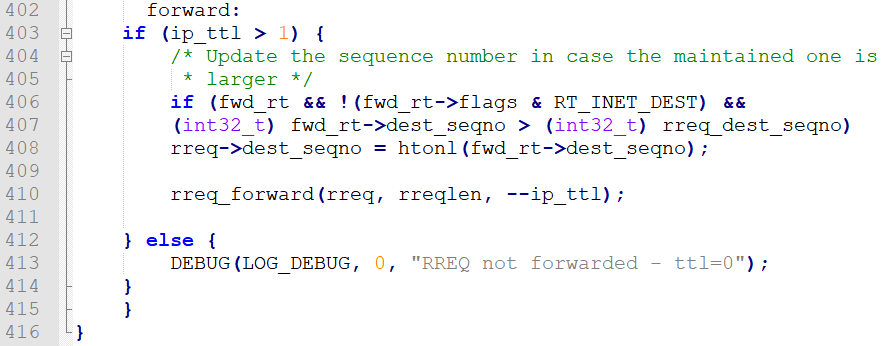 402 forward:
403 if (ip_ttl > 1) {
404 /* Update the sequence number in case the maintained one is
405 * larger */
406 if (fwd_rt && !(fwd_rt->flags & RT_INET_DEST) &&
407 (int32_t) fwd_rt->dest_seqno > (int32_t) rreq_dest_seqno)
408 rreq->dest_seqno = htonl(fwd_rt->dest_seqno);
409
410 rreq_forward(rreq, rreqlen, --ip_ttl);
411
412 } else {
413 DEBUG(LOG_DEBUG, 0, "RREQ not forwarded - ttl=0");
414 }
415 }
416 }